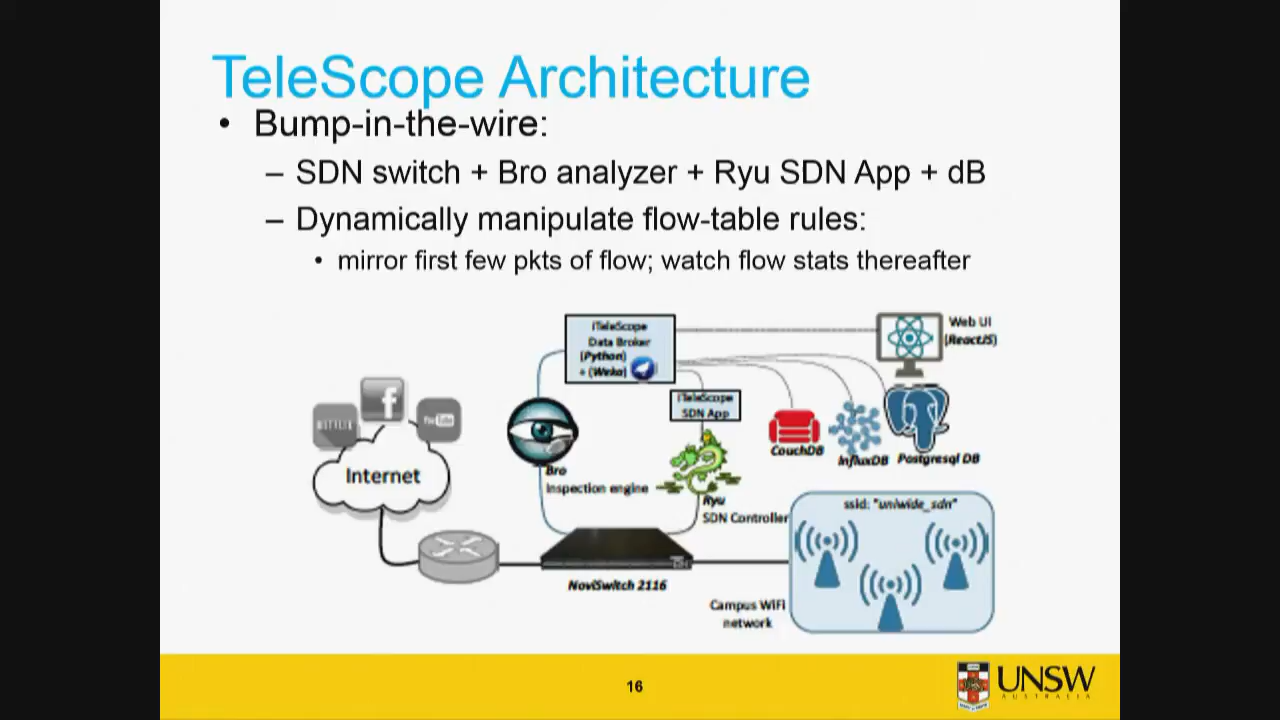 TeleScope Architecture
• Bump-in-the-wire:
– SDN switch + Bro analyzer + Ryu SDN App + dB
– Dynamically manipulate flow-table rules:
• mirror first few pkts of flow; watch flow stats thereafter
iTeleScope
Data Broker
(Python)
+ (Weka)
Web UI
(ReactJS)
iTeleScope
SDN App
NETFLIX
f
YouTube
Internet
Bro
Inspection engine
Ryu
SDN Controller
CouchDB
InfluxDB
Postgresql DB
ssid: "uniwide_sdn"
NoviSwitch 2116
Campus WiFi
network
16
UNSW
AUSTRALIA